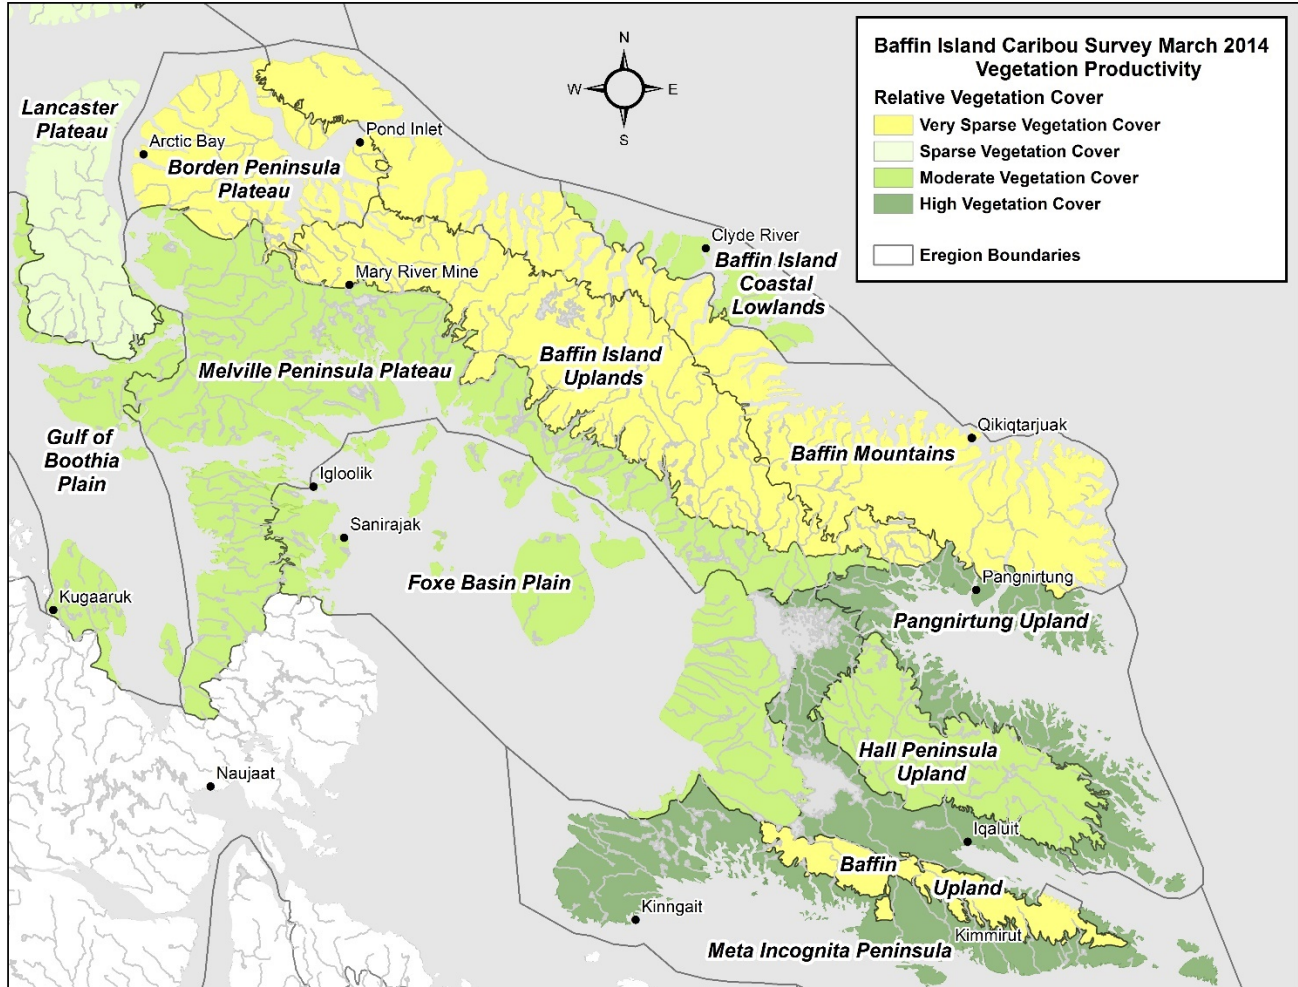 Baffin Island Caribou Survey March 2014
Vegetation Productivity
Relative Vegetation Cover
Very Sparse Vegetation Cover
Sparse Vegetation Cover
Moderate Vegetation Cover
High Vegetation Cover
Eregion Boundaries
N
W
E
S
Lancaster
Plateau
Arctic Bay
Pond Inlet
Borden Peninsula
Plateau
Clyde River
Baffin Island
Coastal
Lowlands
Mary River Mine
Melville Peninsula Plateau
Baffin Island
Uplands
Gulf of
Boothia
Plain
Qikiqtarjuak
Baffin Mountains
Igloolik
Sanirajak
Foxe Basin Plain
Kugaaruk
Pangnirtung
Pangnirtung Upland
Naujaat
Hall Peninsula
Upland
Iqaluit
Baffin
Upland
Kinngait
Kimmirut
Meta Incognita Peninsula